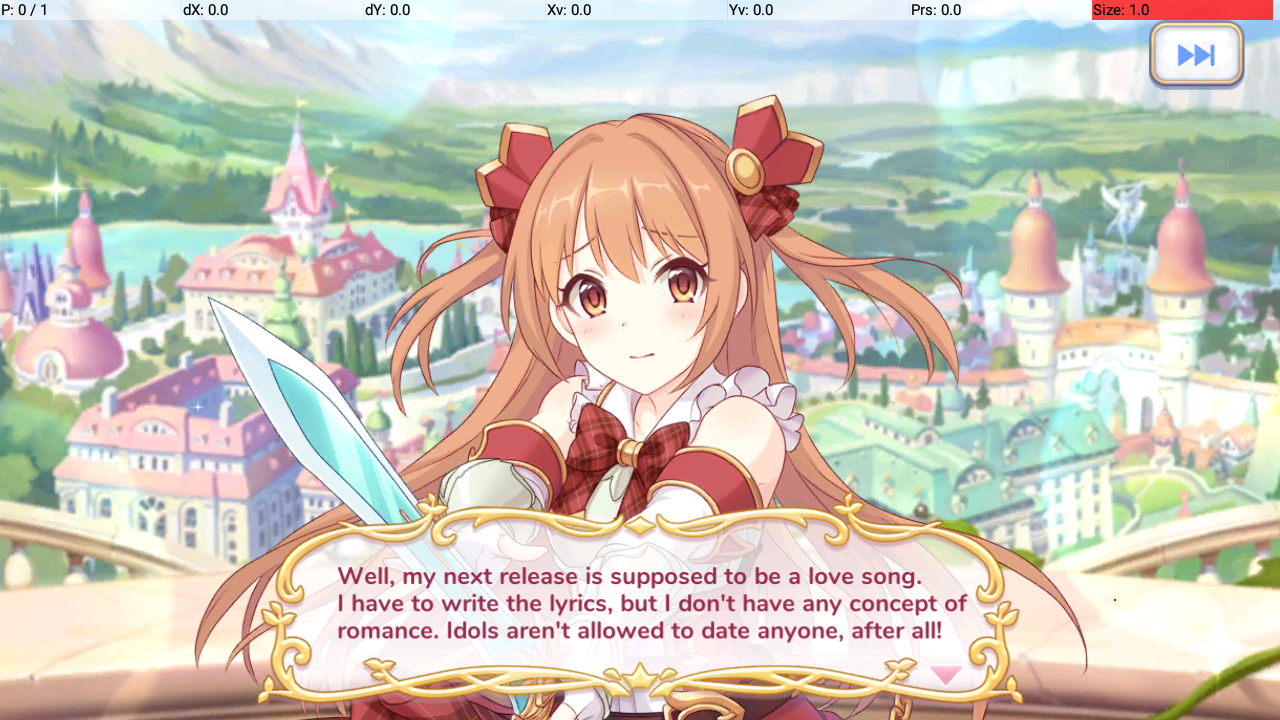 P: 0 / 1 dX: 0.0 dY: 0.0 Xv: 0.0 Yv: 0.0 Prs: 0.0 Size: 1.0
Well, my next release is supposed to be a love song.
I have to write the lyrics, but I don't have any concept of
romance. Idols aren't allowed to date anyone, after all!